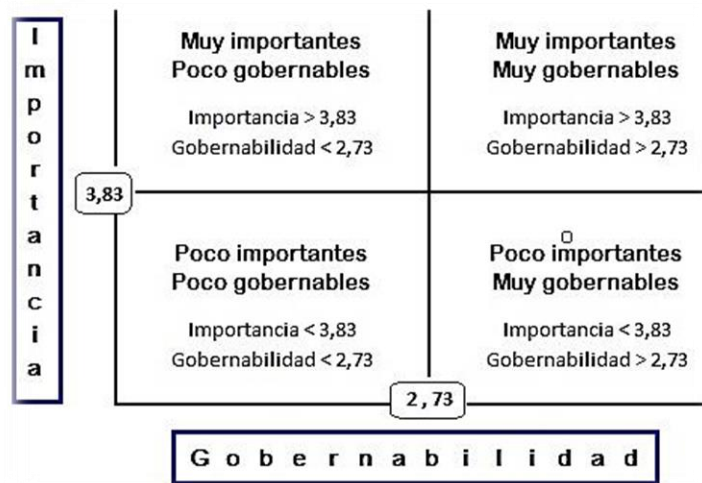 Importancia
Muy importantes
Poco gobernables
Importancia > 3,83
Gobernabilidad < 2,73
Muy importantes
Muy gobernables
Importancia > 3,83
Gobernabilidad > 2,73
3,83
Poco importantes
Poco gobernables
Importancia < 3,83
Gobernabilidad < 2,73
Poco importantes
Muy gobernables
Importancia < 3,83
Gobernabilidad > 2,73
2,73
Gobernabilidad